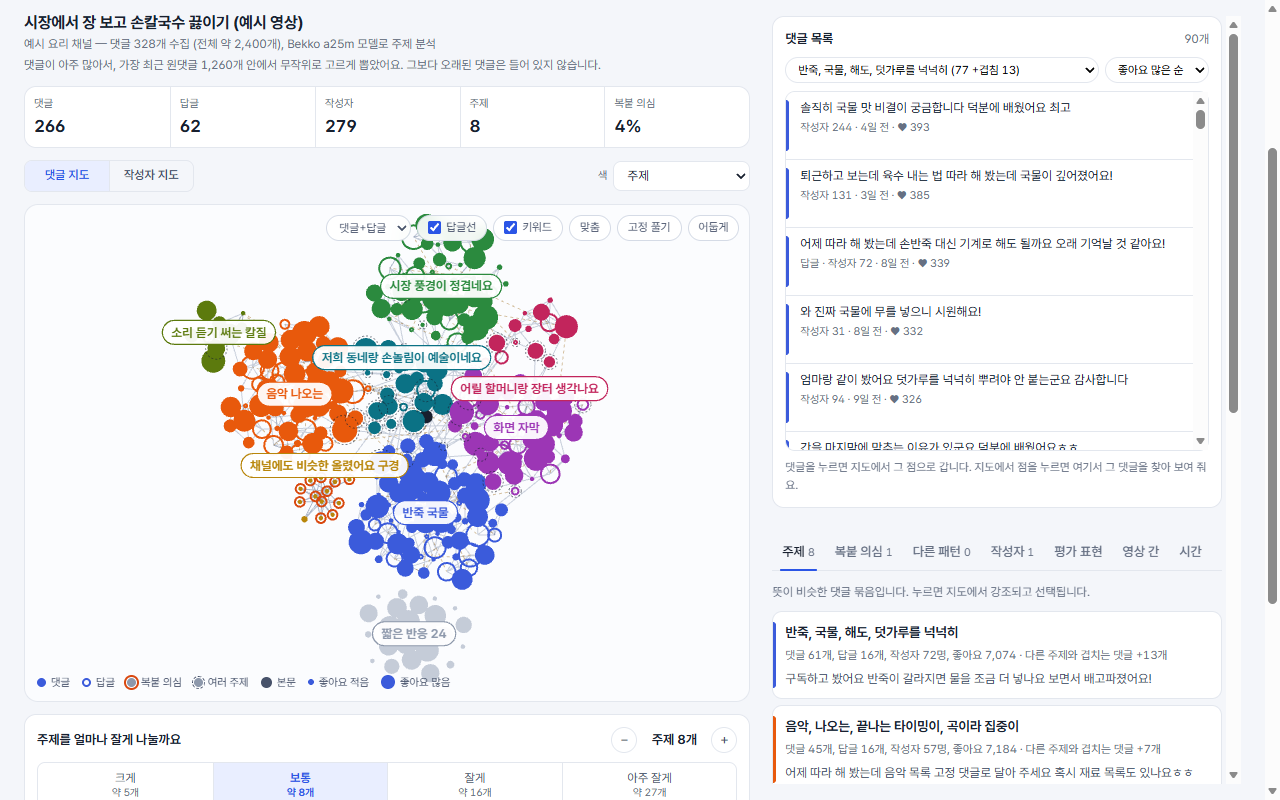 시장에서 장 보고 손칼국수 끓이기 (예시 영상)
예시 요리 채널 — 댓글 328개 수집 (전체 약 2,400개), Bekko a25m 모델로 주제 분석
댓글이 아주 많아서, 가장 최근 원댓글 1,260개 안에서 무작위로 고르게 뽑았어요. 그보다 오래된 댓글은 들어 있지 않습니다.
댓글 답글 작성자 주제 복붙 의심
266 62 279 8 4%
댓글 지도 작성자 지도 색 주제
댓글+답글 답글선 키워드 맞춤 고정 풀기 어둡게
시장 풍경이 정겹네요
소리 듣기 써는 칼질
저희 동네랑 손놀림이 예술이네요
음악 나오는
어릴 할머니랑 장터 생각나요
화면 자막
채널에도 비슷한 올렸어요 구경
반죽 국물
짧은 반응 24
댓글 답글 복붙 의심 여러 주제 본문 좋아요 적음 좋아요 많음
주제를 얼마나 잘게 나눌까요 − 주제 8개 +
크게 보통 잘게 아주 잘게
약 5개 약 8개 약 16개 약 27개
댓글 목록 90개
반죽, 국물, 해도, 덧가루를 넉넉히 (77 +겹침 13) 좋아요 많은 순
솔직히 국물 맛 비결이 궁금합니다 덕분에 배웠어요 최고
작성자 244 · 4일 전 · ♥ 393
퇴근하고 보는데 육수 내는 법 따라 해 봤는데 국물이 깊어졌어요!
작성자 131 · 3일 전 · ♥ 385
어제 따라 해 봤는데 손반죽 대신 기계로 해도 될까요 오래 기억날 것 같아요!
답글 · 작성자 72 · 8일 전 · ♥ 339
와 진짜 국물에 무를 넣으니 시원해요!
작성자 31 · 8일 전 · ♥ 332
엄마랑 같이 봤어요 덧가루를 넉넉히 뿌려야 안 붙는군요 감사합니다
작성자 94 · 9일 전 · ♥ 326
간을 마지막에 맞추는 이유가 있군요 덕분에 배웠어요ㅎㅎ
댓글을 누르면 지도에서 그 점으로 갑니다. 지도에서 점을 누르면 여기서 그 댓글을 찾아 보여 줘
요.
주제 8 복붙 의심 1 다른 패턴 0 작성자 1 평가 표현 영상 간 시간
뜻이 비슷한 댓글 묶음입니다. 누르면 지도에서 강조되고 선택됩니다.
반죽, 국물, 해도, 덧가루를 넉넉히
댓글 61개, 답글 16개, 작성자 72명, 좋아요 7,074 · 다른 주제와 겹치는 댓글 +13개
구독하고 봤어요 반죽이 갈라지면 물을 조금 더 넣나요 보면서 배고파졌어요!
음악, 나오는, 끝나는 타이밍이, 곡이라 집중이
댓글 45개, 답글 16개, 작성자 57명, 좋아요 7,184 · 다른 주제와 겹치는 댓글 +7개
어제 따라 해 봤는데 음악 목록 고정 댓글로 달아 주세요 혹시 재료 목록도 있나요ㅎㅎ